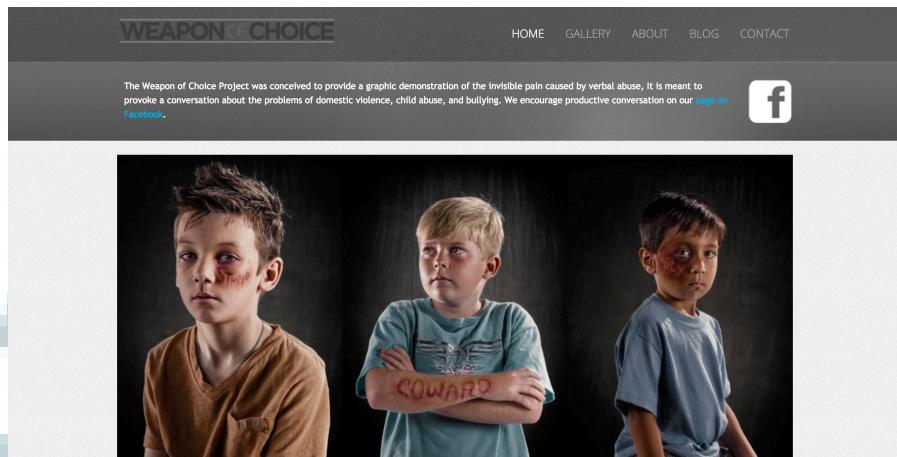 WEAPON OF CHOICE
HOME GALLERY ABOUT BLOG CONTACT
The Weapon of Choice Project was conceived to provide a graphic demonstration of the invisible pain caused by verbal abuse, It is meant to
provoke a conversation about the problems of domestic violence, child abuse, and bullying. We encourage productive conversation on our page on
Facebook.
f
COWARD